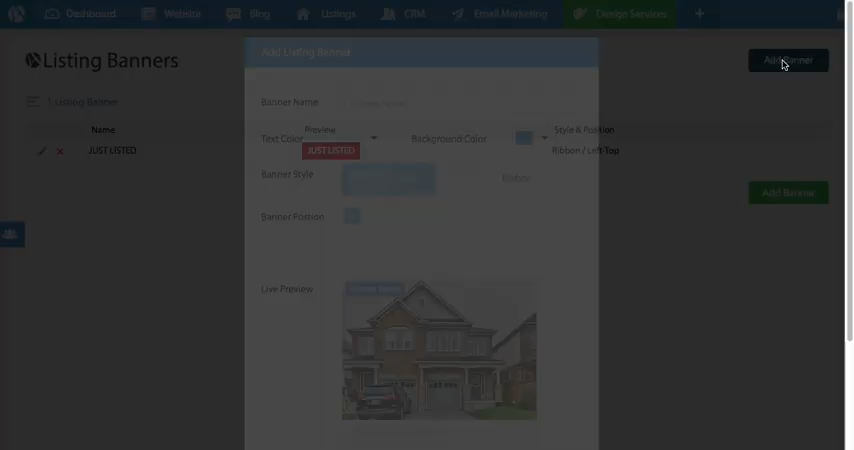 Dashboard Website Blog Listings CRM Email Marketing Design Services +
Listing Banners
Add Banner
Add Listing Banner
1 Listing Banner
Banner Name
Name
Preview
Style & Position
Text Color
Background Color
JUST LISTED
JUST LISTED
Ribbon / Left-Top
Banner Style
Ribbon
Add Banner
Banner Postion
Live Preview